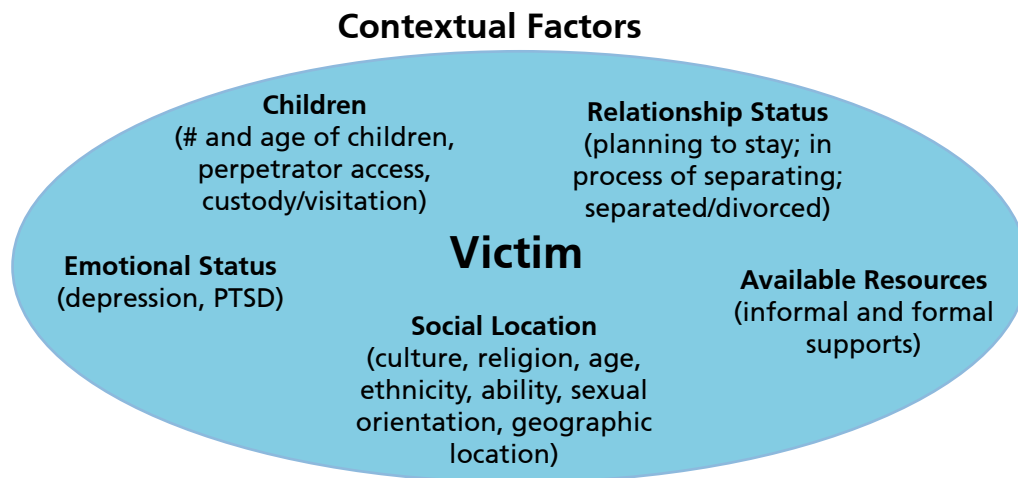 Contextual Factors
Children
(# and age of children,
perpetrator access,
custody/visitation)
Relationship Status
(planning to stay; in
process of separating;
separated/divorced)
Victim
Emotional Status
(depression, PTSD)
Available Resources
(informal and formal
supports)
Social Location
(culture, religion, age,
ethnicity, ability, sexual
orientation, geographic
location)